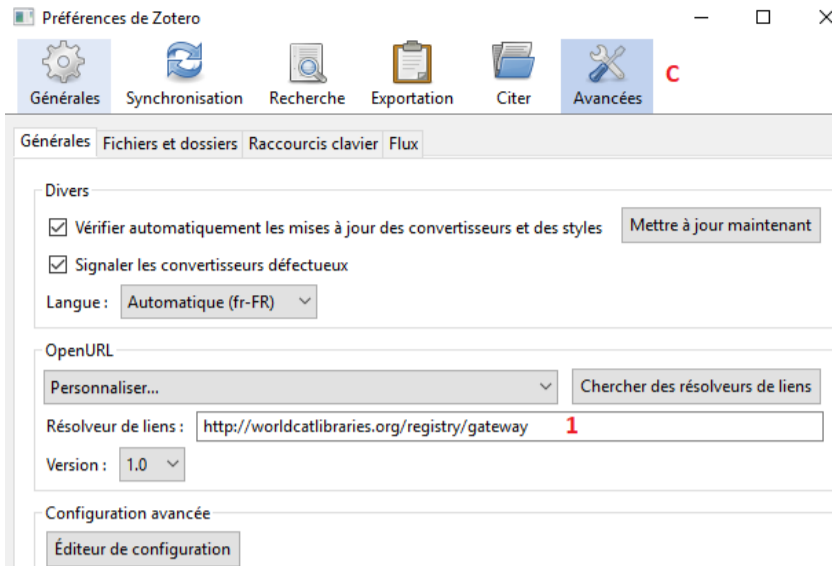 Préférences de Zotero
Générales Synchronisation Recherche Exportation Citer Avancées C
Générales Fichiers et dossiers Raccourcis clavier Flux
Divers
Vérifier automatiquement les mises à jour des convertisseurs et des styles Mettre à jour maintenant
Signaler les convertisseurs défectueux
Langue : Automatique (fr-FR)
OpenURL
Personnaliser... Chercher des résolveurs de liens
Résolveur de liens : http://worldcatlibraries.org/registry/gateway 1
Version : 1.0
Configuration avancée
Éditeur de configuration